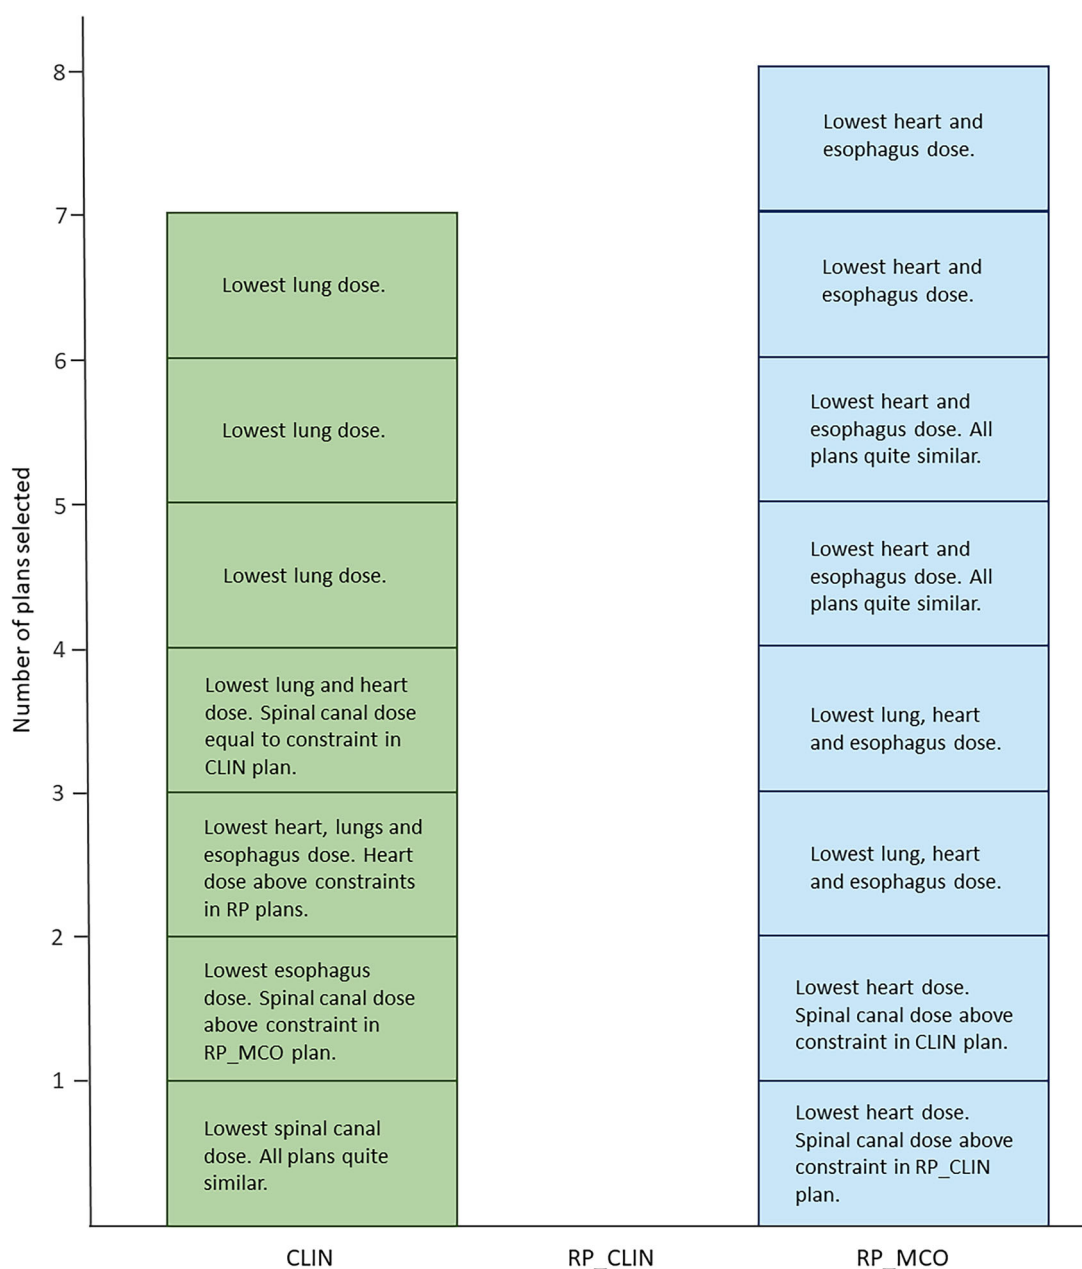 Number of plans selected
8
7
6
5
4
3
2
1
Lowest lung dose.
Lowest lung dose.
Lowest lung dose.
Lowest lung and heart
dose. Spinal canal dose
equal to constraint in
CLIN plan.
Lowest heart, lungs and
esophagus dose. Heart
dose above constraints
in RP plans.
Lowest esophagus
dose. Spinal canal dose
above constraint in
RP_MCO plan.
Lowest spinal canal
dose. All plans quite
similar.
Lowest heart and
esophagus dose.
Lowest heart and
esophagus dose.
Lowest heart and
esophagus dose. All
plans quite similar.
Lowest heart and
esophagus dose. All
plans quite similar.
Lowest lung, heart
and esophagus dose.
Lowest lung, heart
and esophagus dose.
Lowest heart dose.
Spinal canal dose above
constraint in CLIN plan.
Lowest heart dose.
Spinal canal dose above
constraint in RP_CLIN
plan.
CLIN
RP_CLIN
RP_MCO